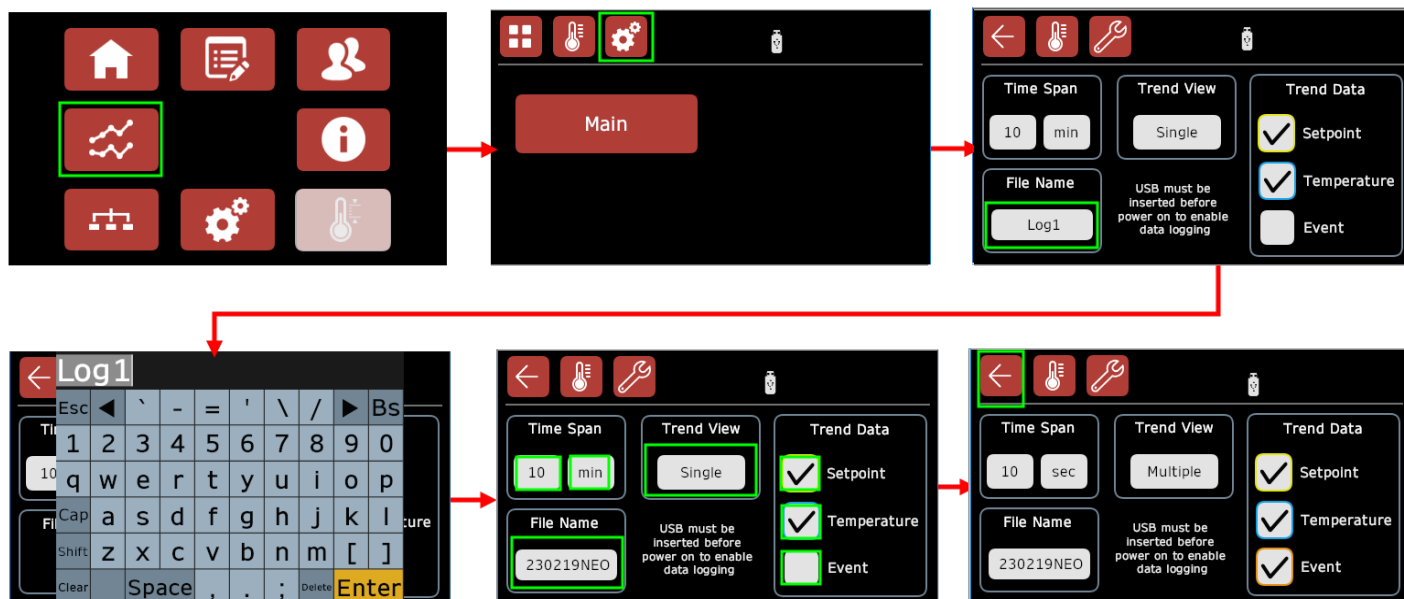 Main
Time Span
10 min
Trend View
Single
Trend Data
Setpoint
Temperature
Event
File Name
Log1
USB must be
inserted before
power on to enable
data logging
Log1
Esc ◀ ` - = ' \ / ▶ Bs
Ti
1 2 3 4 5 6 7 8 9 0
10
q w e r t y u i o p
Cap a s d f g h j k l
Fi
ture
Shift z x c v b n m [ ]
Clear Space , . ; Delete Enter
Time Span
10 min
Trend View
Single
Trend Data
Setpoint
Temperature
Event
File Name
230219NEO
USB must be
inserted before
power on to enable
data logging
Time Span
10 sec
Trend View
Multiple
Trend Data
Setpoint
Temperature
Event
File Name
230219NEO
USB must be
inserted before
power on to enable
data logging